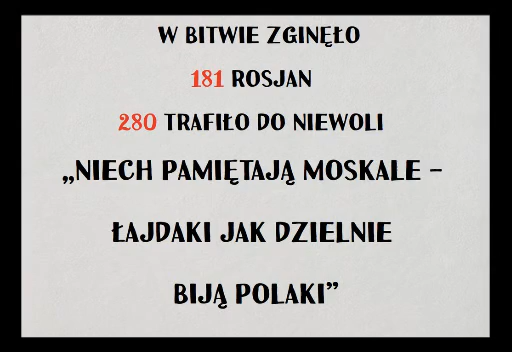 W BITWIE ZGINĘŁO
181 ROSJAN
280 TRAFIŁO DO NIEWOLI
„NIECH PAMIĘTAJĄ MOSKALE –
ŁAJDAKI JAK DZIELNIE
BIJĄ POLAKI”